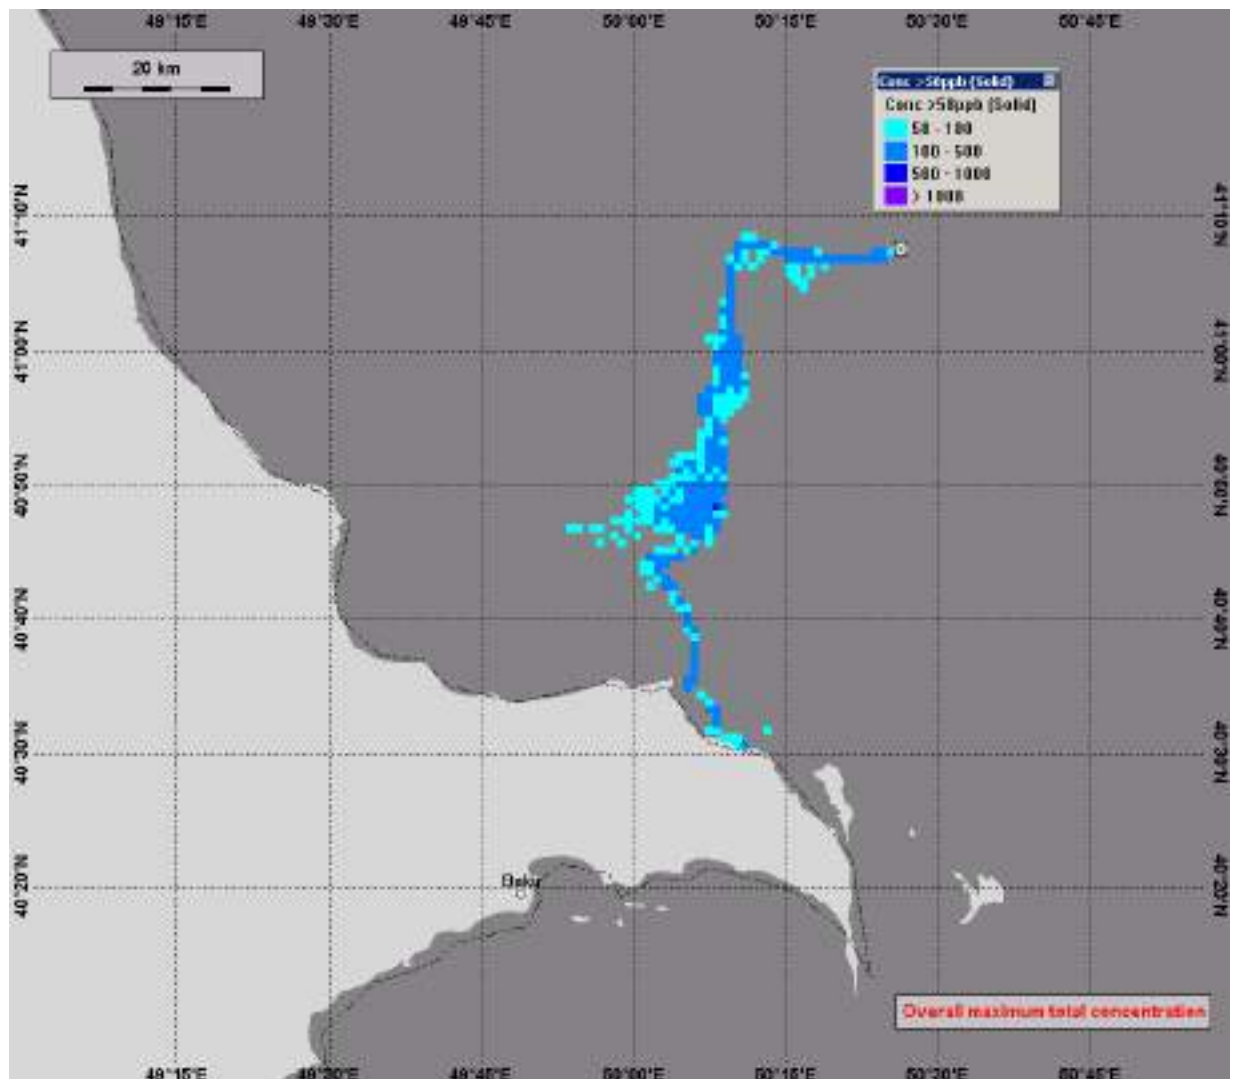 49°15'E 49°30'E 49°45'E 50°00'E 50°15'E 50°30'E 50°45'E
20 km
Conc >50ppb (Solid)
Conc >50ppb (Solid)
50 - 100
100 - 500
500 - 1000
> 1000
41°10'N 41°10'N
41°00'N 41°00'N
40°50'N 40°50'N
40°40'N 40°40'N
40°30'N 40°30'N
40°20'N 40°20'N
Baku
Overall maximum total concentration
49°15'E 49°30'E 49°45'E 50°00'E 50°15'E 50°30'E 50°45'E